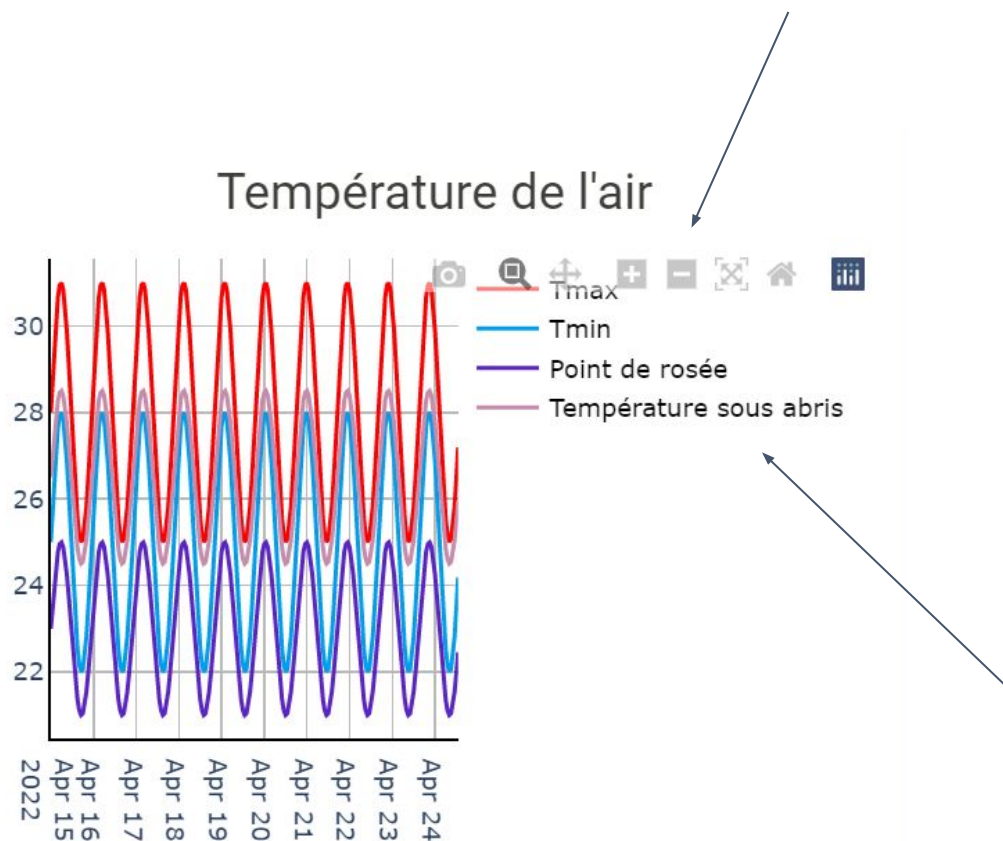 Température de l'air
Tmax
Tmin
Point de rosée
Température sous abris
30
28
26
24
22
Apr 15
2022
Apr 16
Apr 17
Apr 18
Apr 19
Apr 20
Apr 21
Apr 22
Apr 23
Apr 24